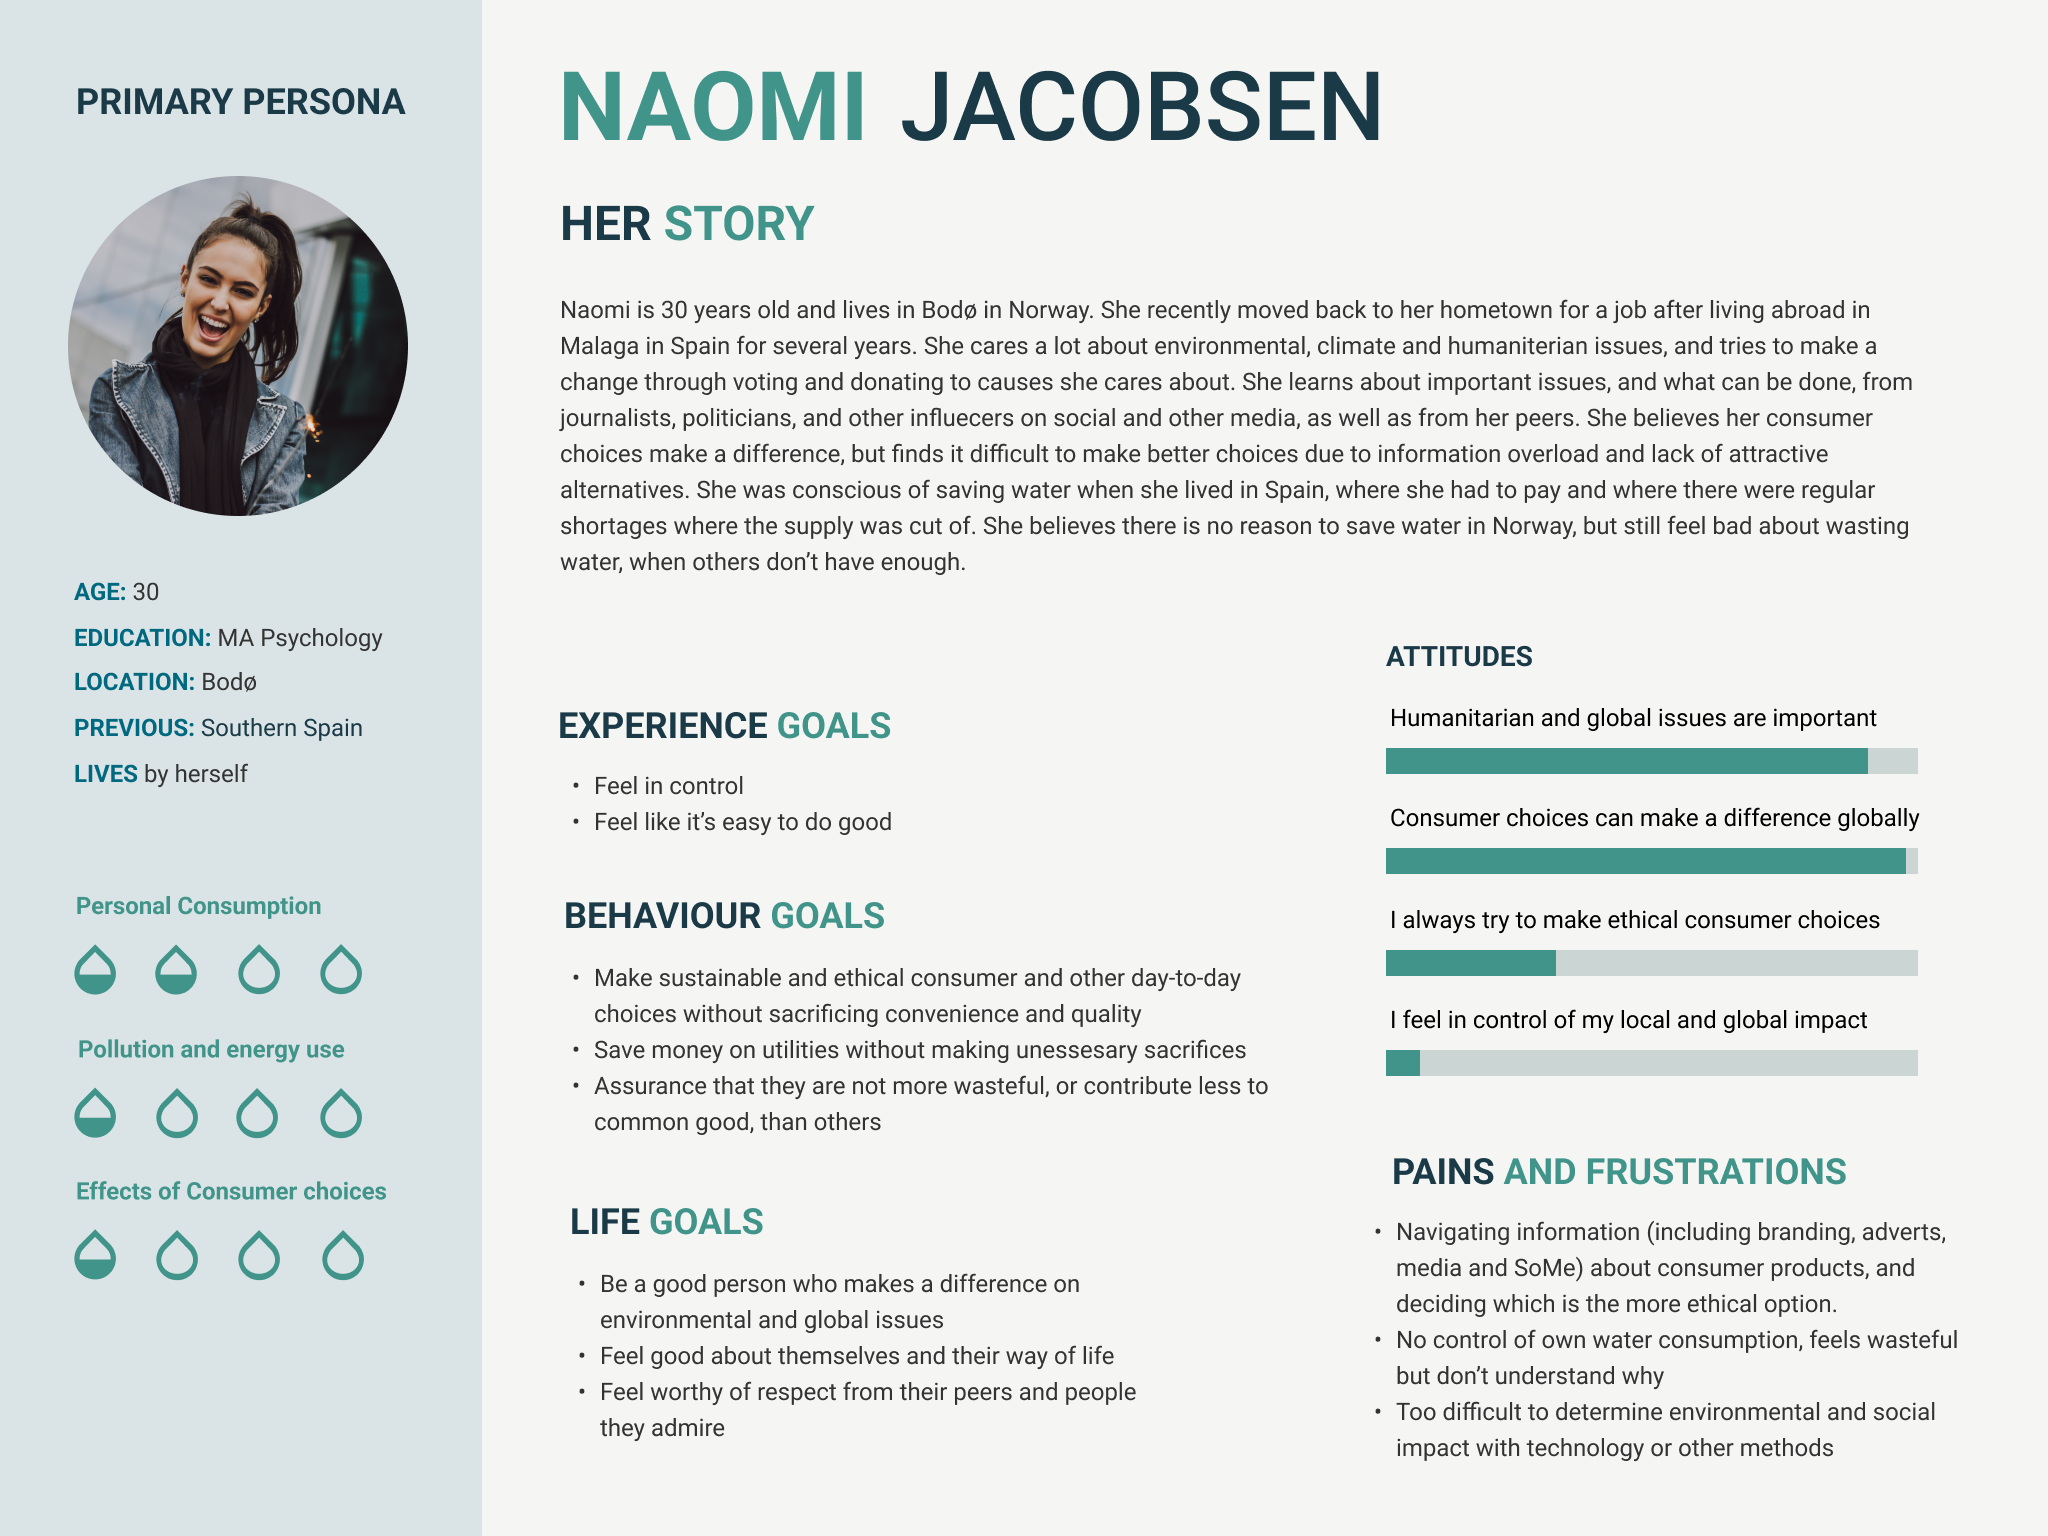 PRIMARY PERSONA
AGE: 30
EDUCATION: MA Psychology
LOCATION: Bodø
PREVIOUS: Southern Spain
LIVES by herself
Personal Consumption
Pollution and energy use
Effects of Consumer choices
NAOMI JACOBSEN
HER STORY
Naomi is 30 years old and lives in Bodø in Norway. She recently moved back to her hometown for a job after living abroad in
Malaga in Spain for several years. She cares a lot about environmental, climate and humaniterian issues, and tries to make a
change through voting and donating to causes she cares about. She learns about important issues, and what can be done, from
journalists, politicians, and other influecers on social and other media, as well as from her peers. She believes her consumer
choices make a difference, but finds it difficult to make better choices due to information overload and lack of attractive
alternatives. She was conscious of saving water when she lived in Spain, where she had to pay and where there were regular
shortages where the supply was cut of. She believes there is no reason to save water in Norway, but still feel bad about wasting
water, when others don’t have enough.
EXPERIENCE GOALS
• Feel in control
• Feel like it’s easy to do good
BEHAVIOUR GOALS
• Make sustainable and ethical consumer and other day-to-day
choices without sacrificing convenience and quality
• Save money on utilities without making unessesary sacrifices
• Assurance that they are not more wasteful, or contribute less to
common good, than others
LIFE GOALS
• Be a good person who makes a difference on
environmental and global issues
• Feel good about themselves and their way of life
• Feel worthy of respect from their peers and people
they admire
ATTITUDES
Humanitarian and global issues are important
Consumer choices can make a difference globally
I always try to make ethical consumer choices
I feel in control of my local and global impact
PAINS AND FRUSTRATIONS
• Navigating information (including branding, adverts,
media and SoMe) about consumer products, and
deciding which is the more ethical option.
• No control of own water consumption, feels wasteful
but don’t understand why
• Too difficult to determine environmental and social
impact with technology or other methods